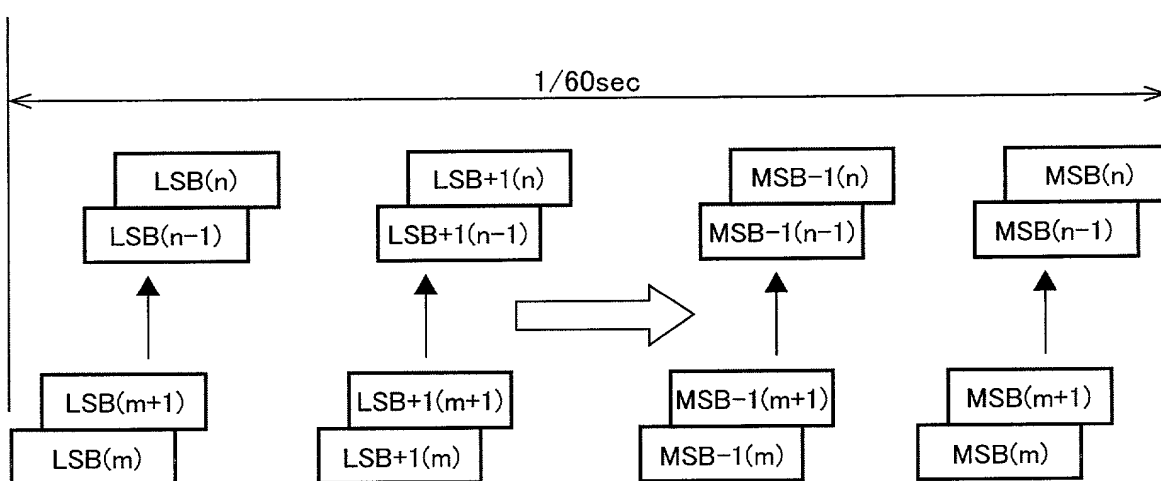 1/60sec
LSB(n) LSB+1(n) MSB-1(n) MSB(n)
LSB(n-1) LSB+1(n-1) MSB-1(n-1) MSB(n-1)
LSB(m+1) LSB+1(m+1) MSB-1(m+1) MSB(m+1)
LSB(m) LSB+1(m) MSB-1(m) MSB(m)